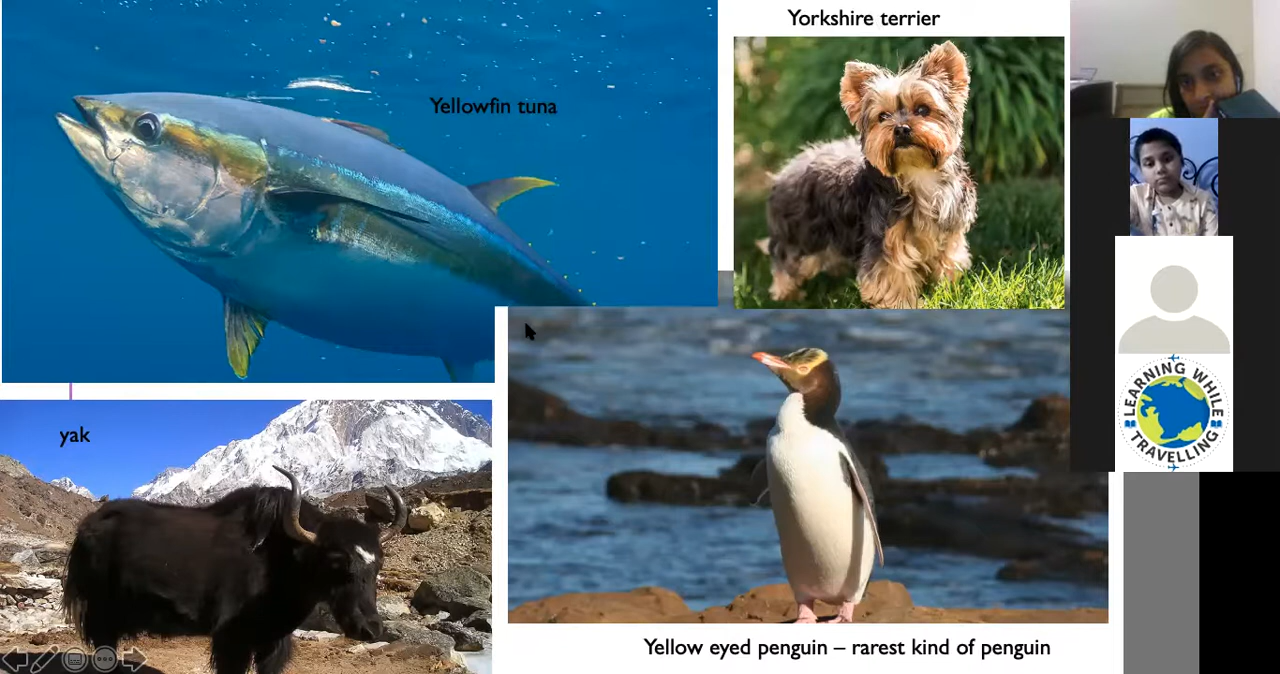 Yorkshire terrier
Yellowfin tuna
yak
Yellow eyed penguin – rarest kind of penguin
LEARNING WHILE
TRAVELLING